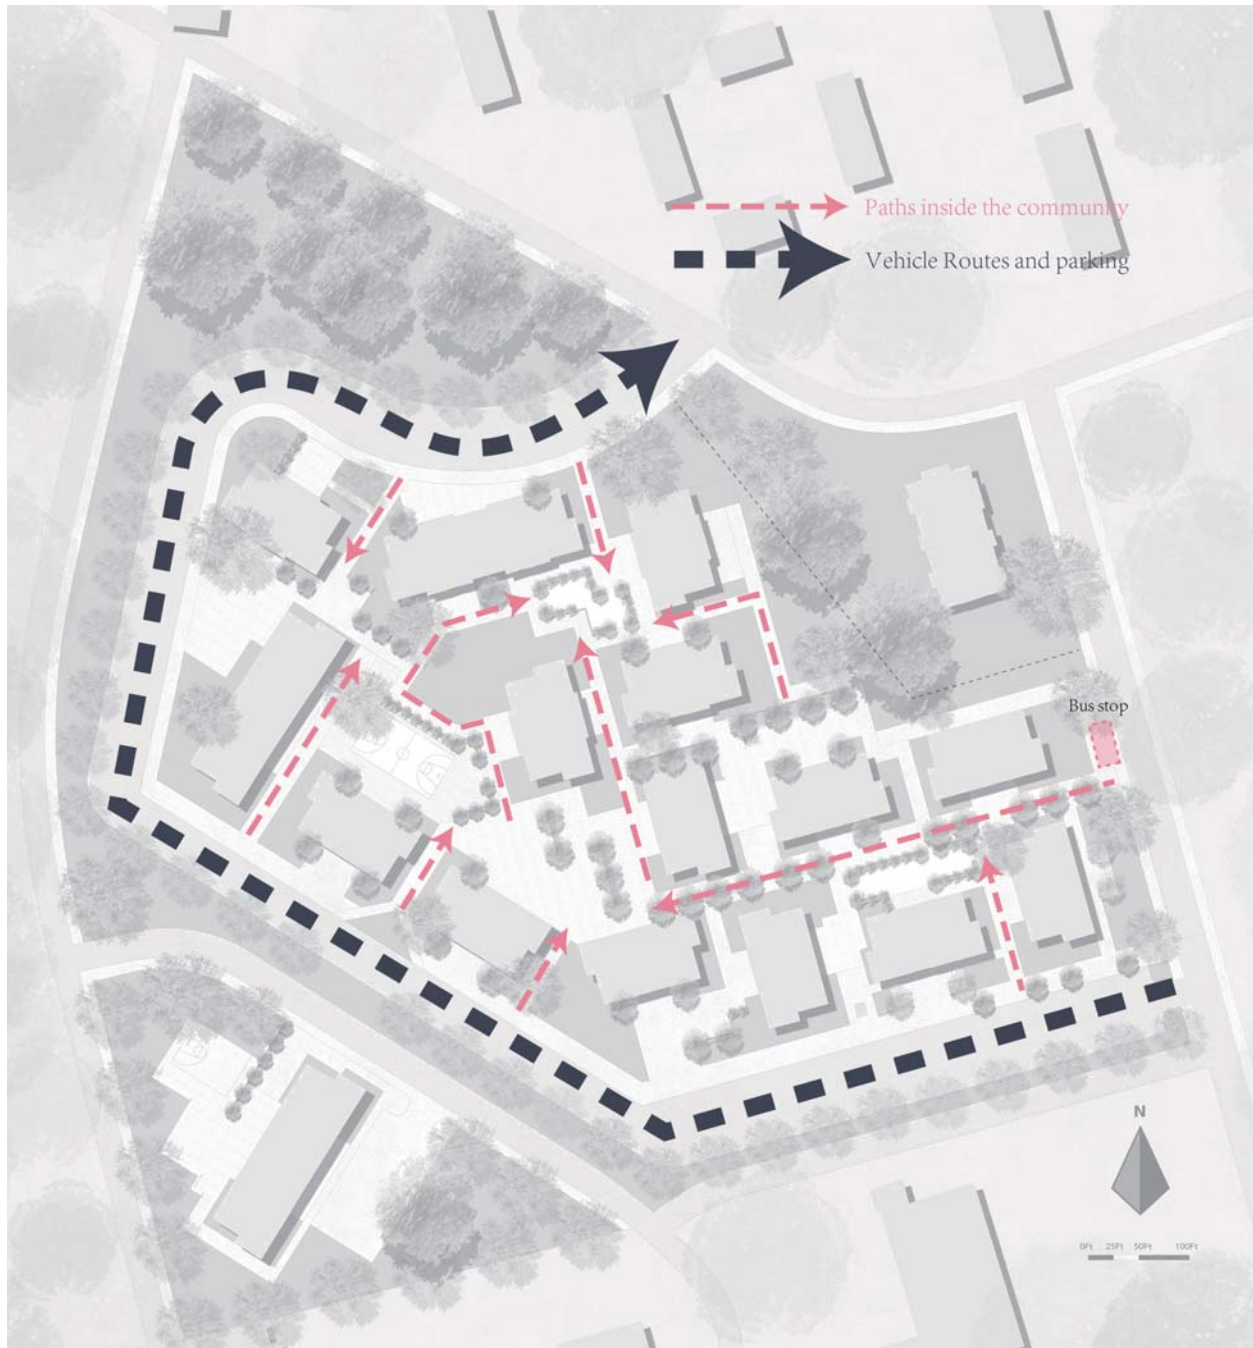 Paths inside the community
Vehicle Routes and parking
Bus stop
N
0Ft 25Ft 50Ft 100Ft